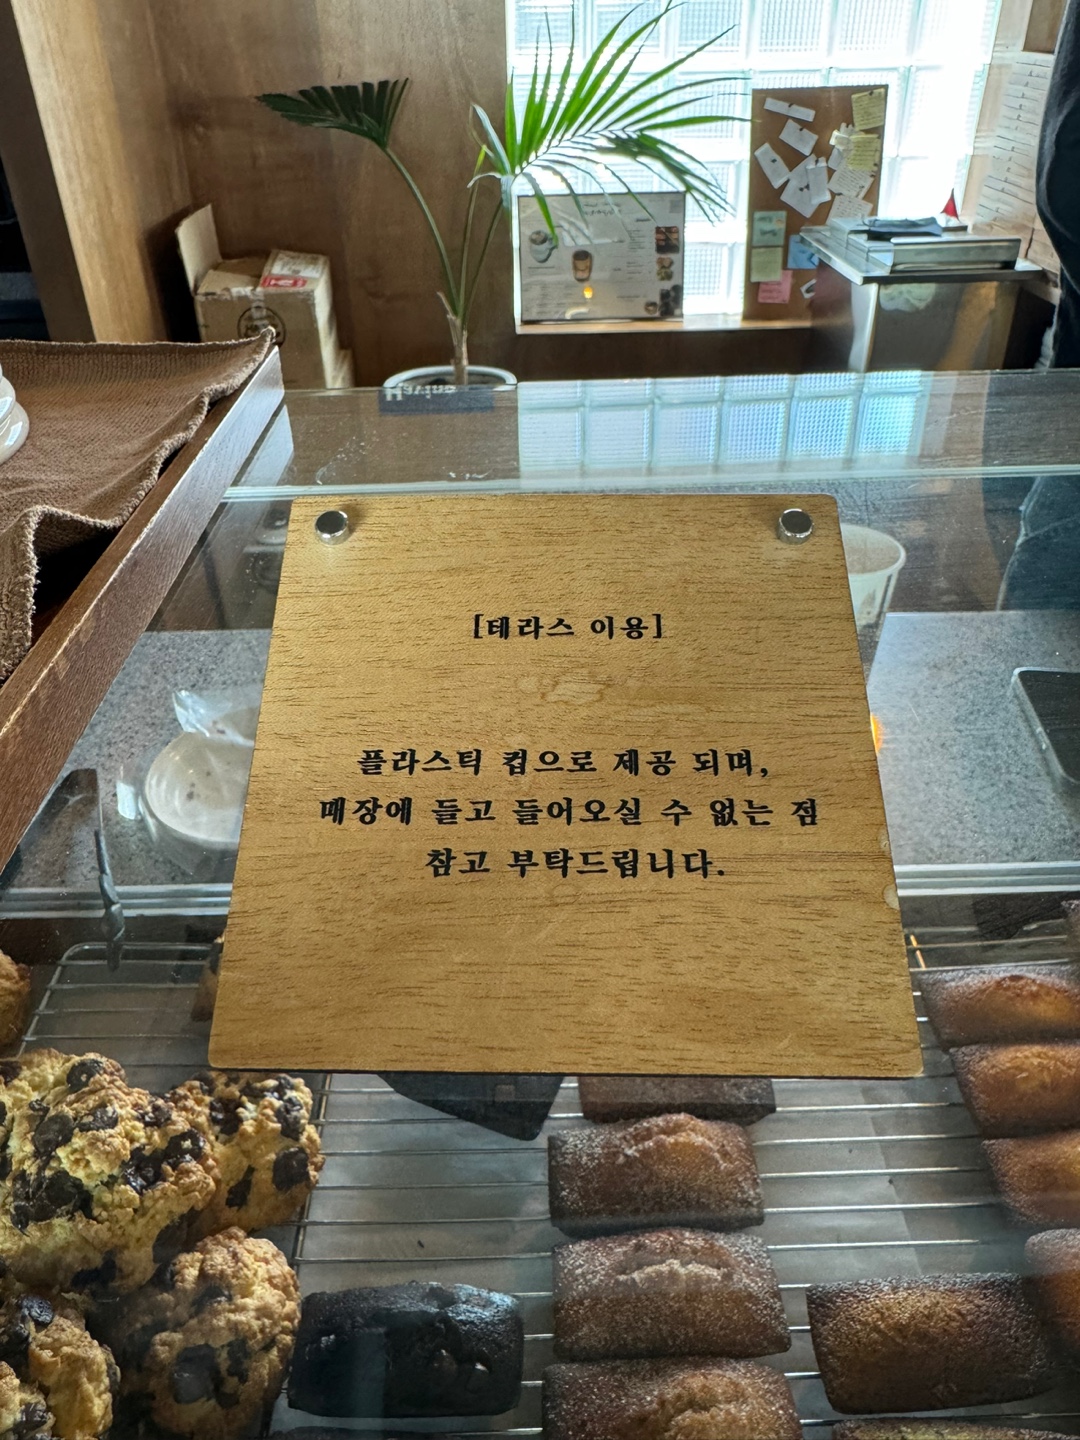 [테라스 이용]
플라스틱 컵으로 제공 되며,
매장에 들고 들어오실 수 없는 점
참고 부탁드립니다.